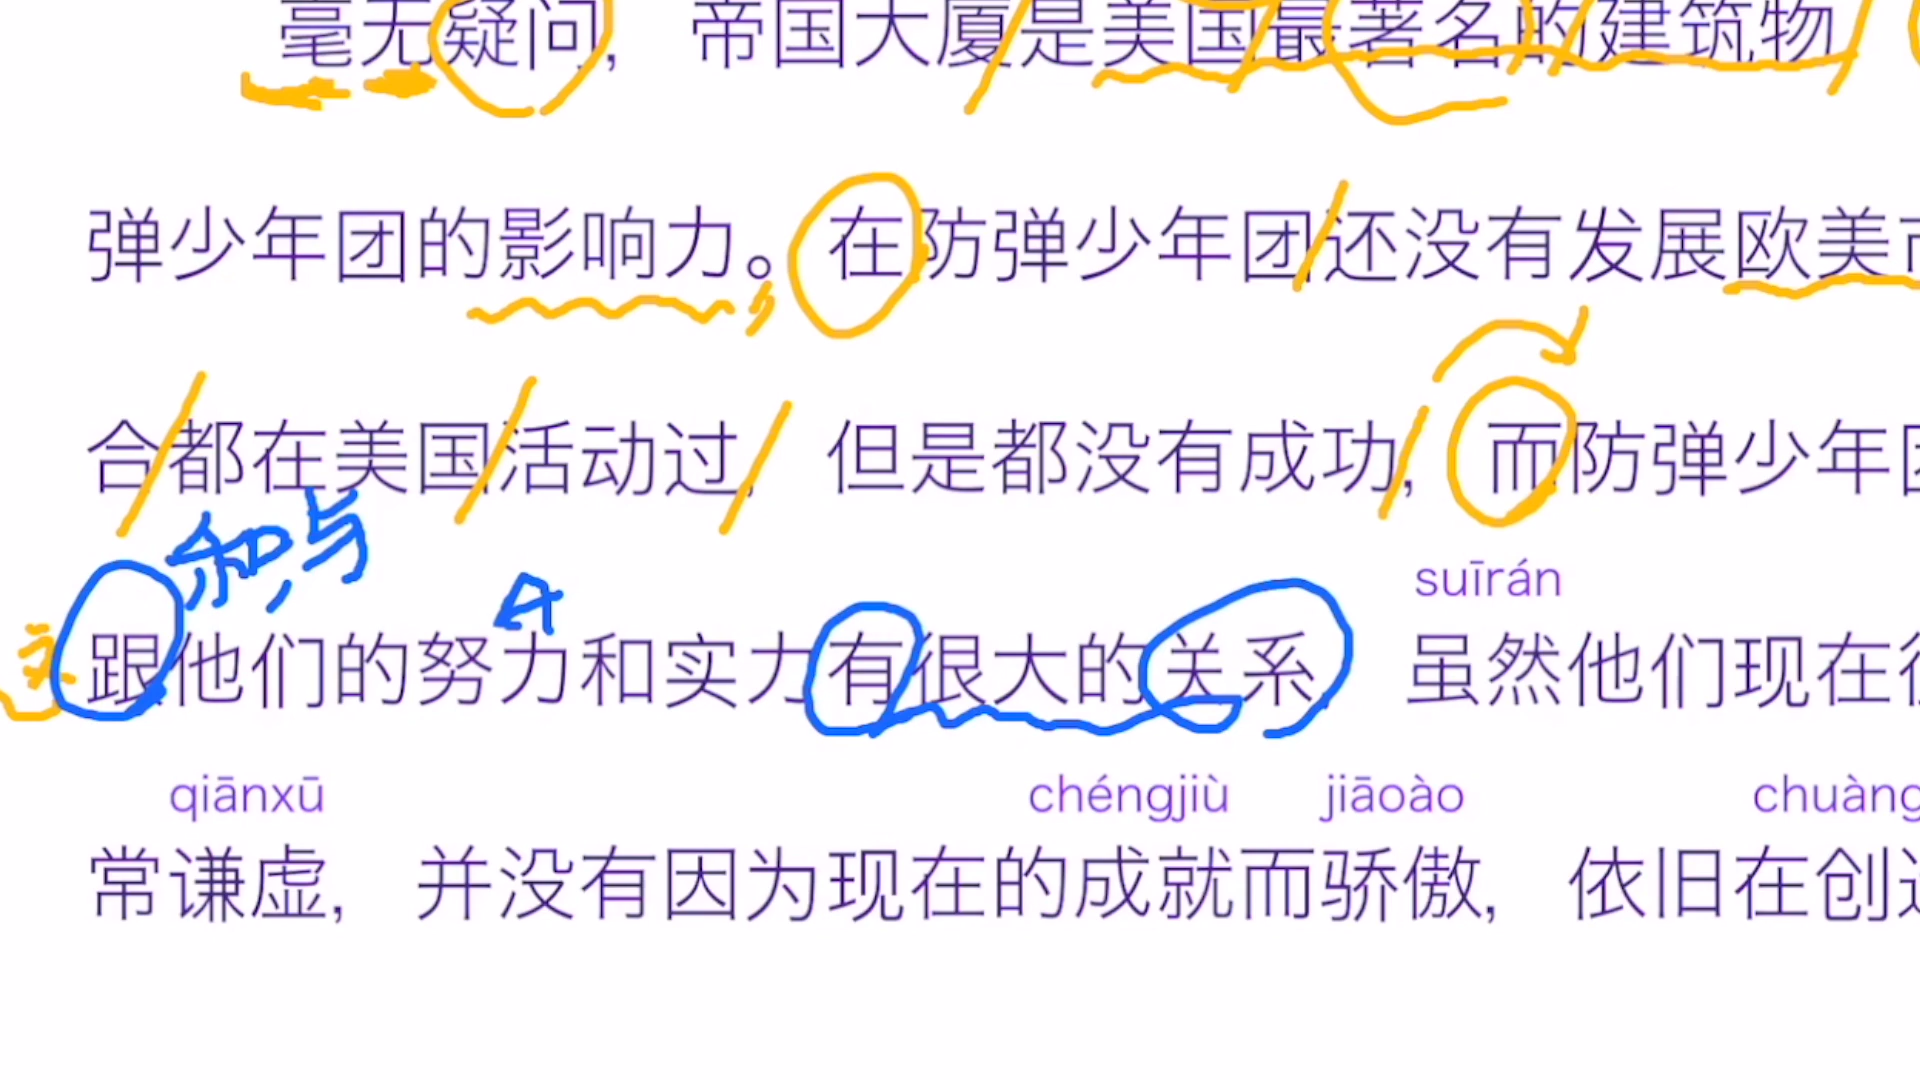 毫无疑问, 帝国大厦是美国最著名的建筑物
弹少年团的影响力。 在防弹少年团还没有发展欧美
合都在美国活动过, 但是都没有成功, 而防弹少年
和,与
A
suīrán
跟他们的努力和实力有很大的关系, 虽然他们现在
qiānxū chéngjiù jiāoào chuàng
常谦虚, 并没有因为现在的成就而骄傲, 依旧在创